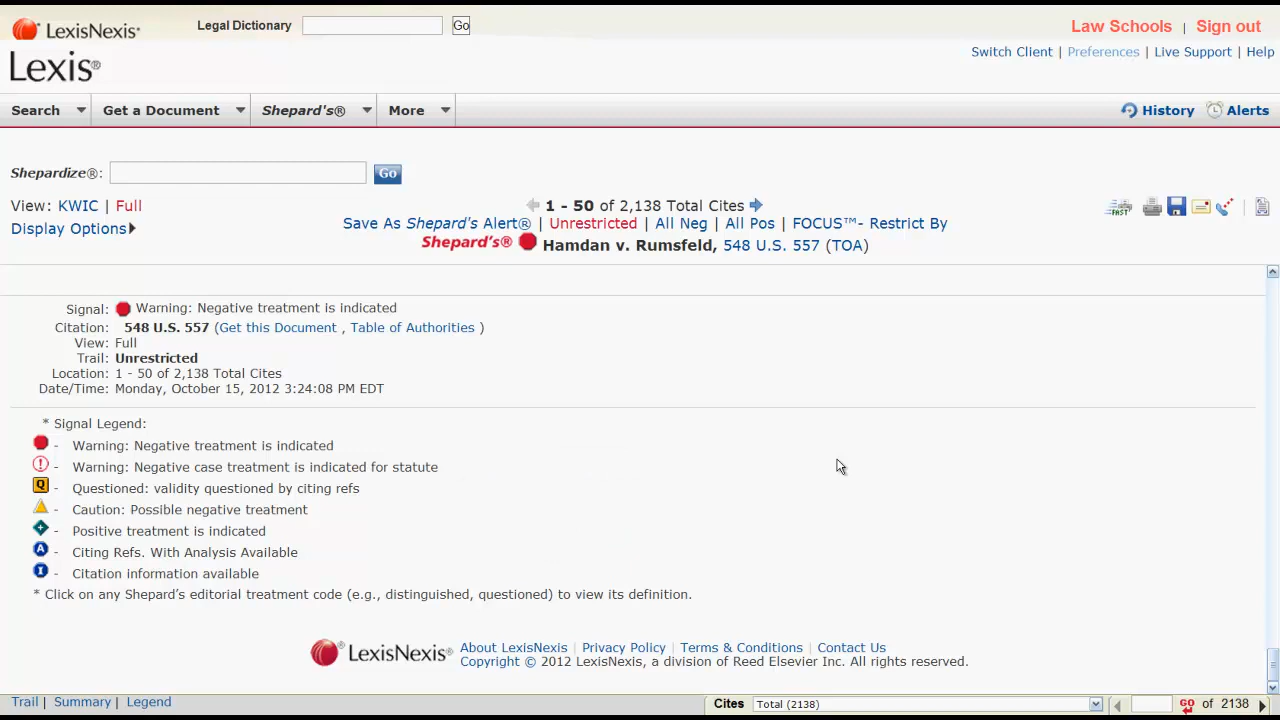 LexisNexis® Legal Dictionary Go Law Schools | Sign out
Lexis® Switch Client | Preferences | Live Support | Help
Search Get a Document Shepard's® More History Alerts
Shepardize®: Go
View: KWIC | Full 1 - 50 of 2,138 Total Cites FAST
Display Options Save As Shepard's Alert® | Unrestricted | All Neg | All Pos | FOCUS™- Restrict By
Shepard's® Hamdan v. Rumsfeld, 548 U.S. 557 (TOA)
Signal: Warning: Negative treatment is indicated
Citation: 548 U.S. 557 (Get this Document , Table of Authorities )
View: Full
Trail: Unrestricted
Location: 1 - 50 of 2,138 Total Cites
Date/Time: Monday, October 15, 2012 3:24:08 PM EDT
* Signal Legend:
- Warning: Negative treatment is indicated
! - Warning: Negative case treatment is indicated for statute
Q - Questioned: validity questioned by citing refs
- Caution: Possible negative treatment
+ - Positive treatment is indicated
A - Citing Refs. With Analysis Available
I - Citation information available
* Click on any Shepard's editorial treatment code (e.g., distinguished, questioned) to view its definition.
LexisNexis® About LexisNexis | Privacy Policy | Terms & Conditions | Contact Us
Copyright © 2012 LexisNexis, a division of Reed Elsevier Inc. All rights reserved.
Trail | Summary | Legend Cites Total (2138) GO of 2138